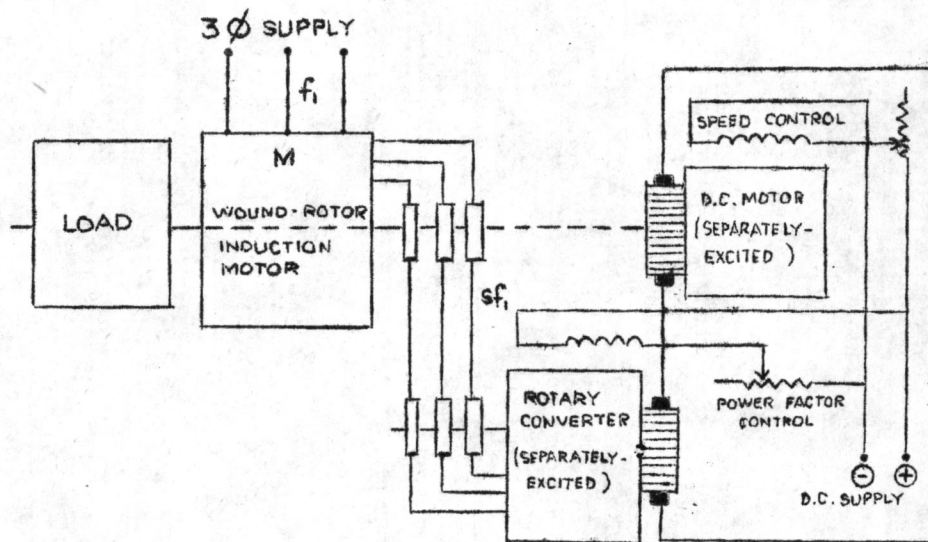 3Ø SUPPLY
f₁
LOAD
M
WOUND-ROTOR
INDUCTION
MOTOR
sf₁
SPEED CONTROL
D.C. MOTOR
(SEPARATELY-
EXCITED)
ROTARY
CONVERTER
(SEPARATELY-
EXCITED)
POWER FACTOR
CONTROL
- +
D.C. SUPPLY